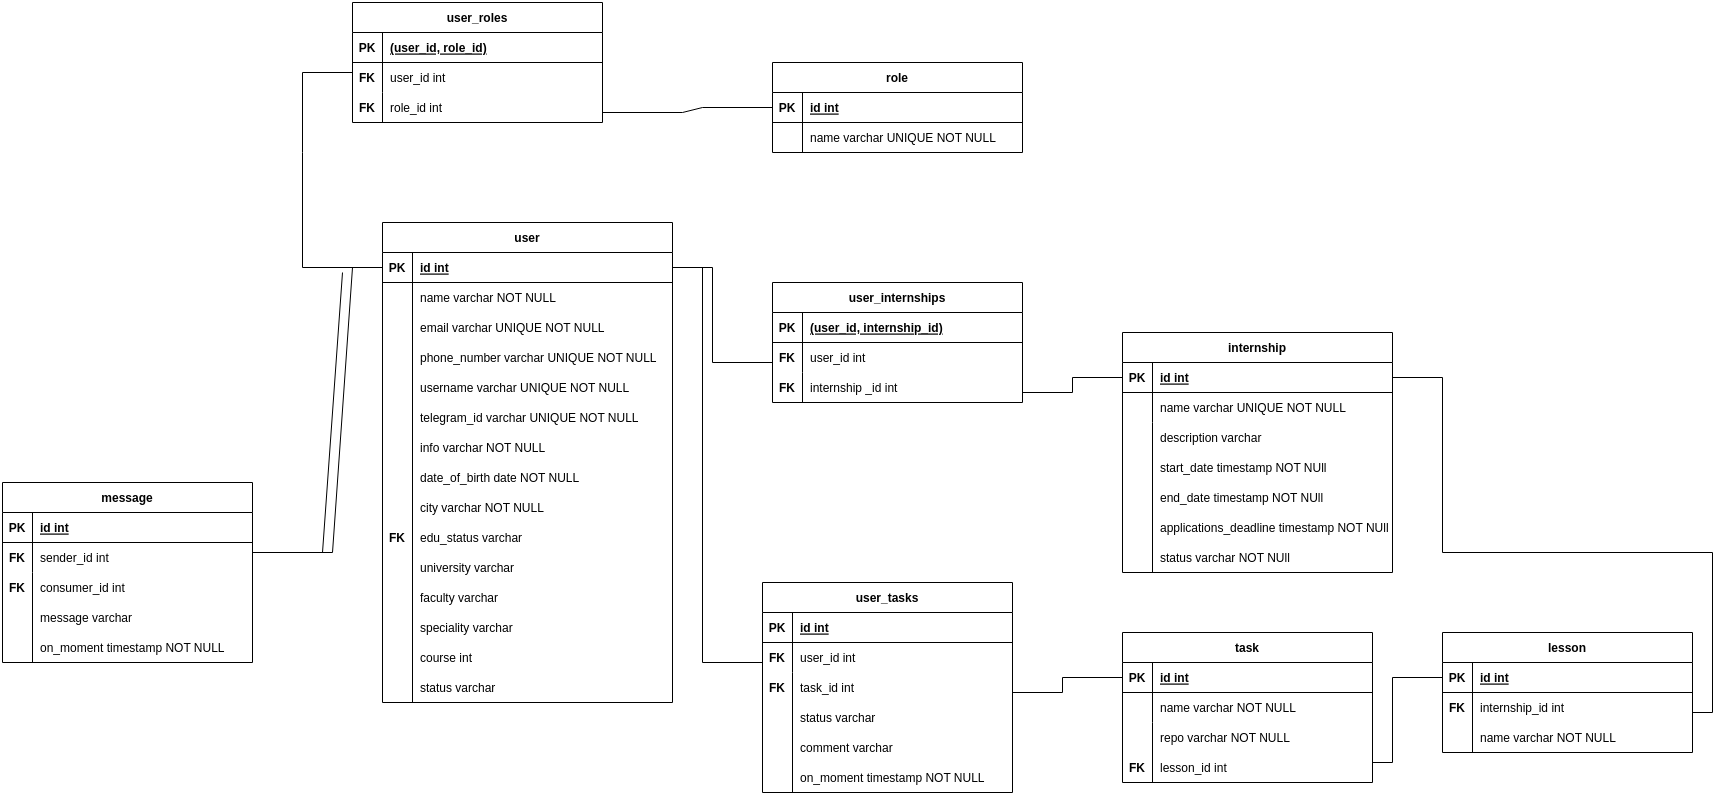 user_roles
PK (user_id, role_id)
FK user_id int
FK role_id int
role
PK id int
name varchar UNIQUE NOT NULL
user
PK id int
name varchar NOT NULL
email varchar UNIQUE NOT NULL
phone_number varchar UNIQUE NOT NULL
username varchar UNIQUE NOT NULL
telegram_id varchar UNIQUE NOT NULL
info varchar NOT NULL
date_of_birth date NOT NULL
city varchar NOT NULL
FK edu_status varchar
university varchar
faculty varchar
speciality varchar
course int
status varchar
user_internships
PK (user_id, internship_id)
FK user_id int
FK internship _id int
internship
PK id int
name varchar UNIQUE NOT NULL
description varchar
start_date timestamp NOT NUll
end_date timestamp NOT NUll
applications_deadline timestamp NOT NUll
status varchar NOT NUll
message
PK id int
FK sender_id int
FK consumer_id int
message varchar
on_moment timestamp NOT NULL
user_tasks
PK id int
FK user_id int
FK task_id int
status varchar
comment varchar
on_moment timestamp NOT NULL
task
PK id int
name varchar NOT NULL
repo varchar NOT NULL
FK lesson_id int
lesson
PK id int
FK internship_id int
name varchar NOT NULL